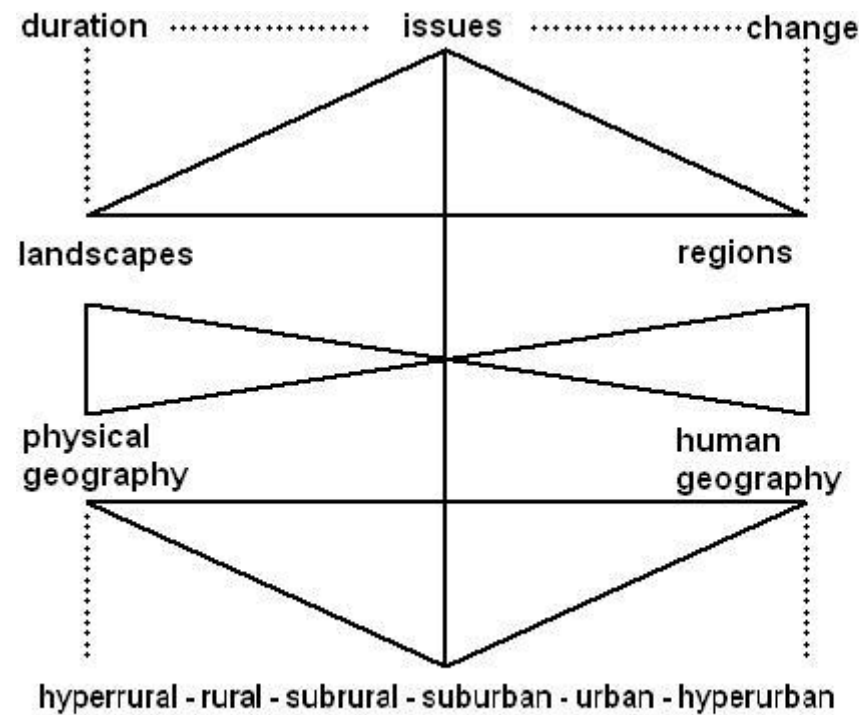 duration issues change
landscapes regions
physical geography
human geography
hyperrural - rural - subrural - suburban - urban - hyperurban